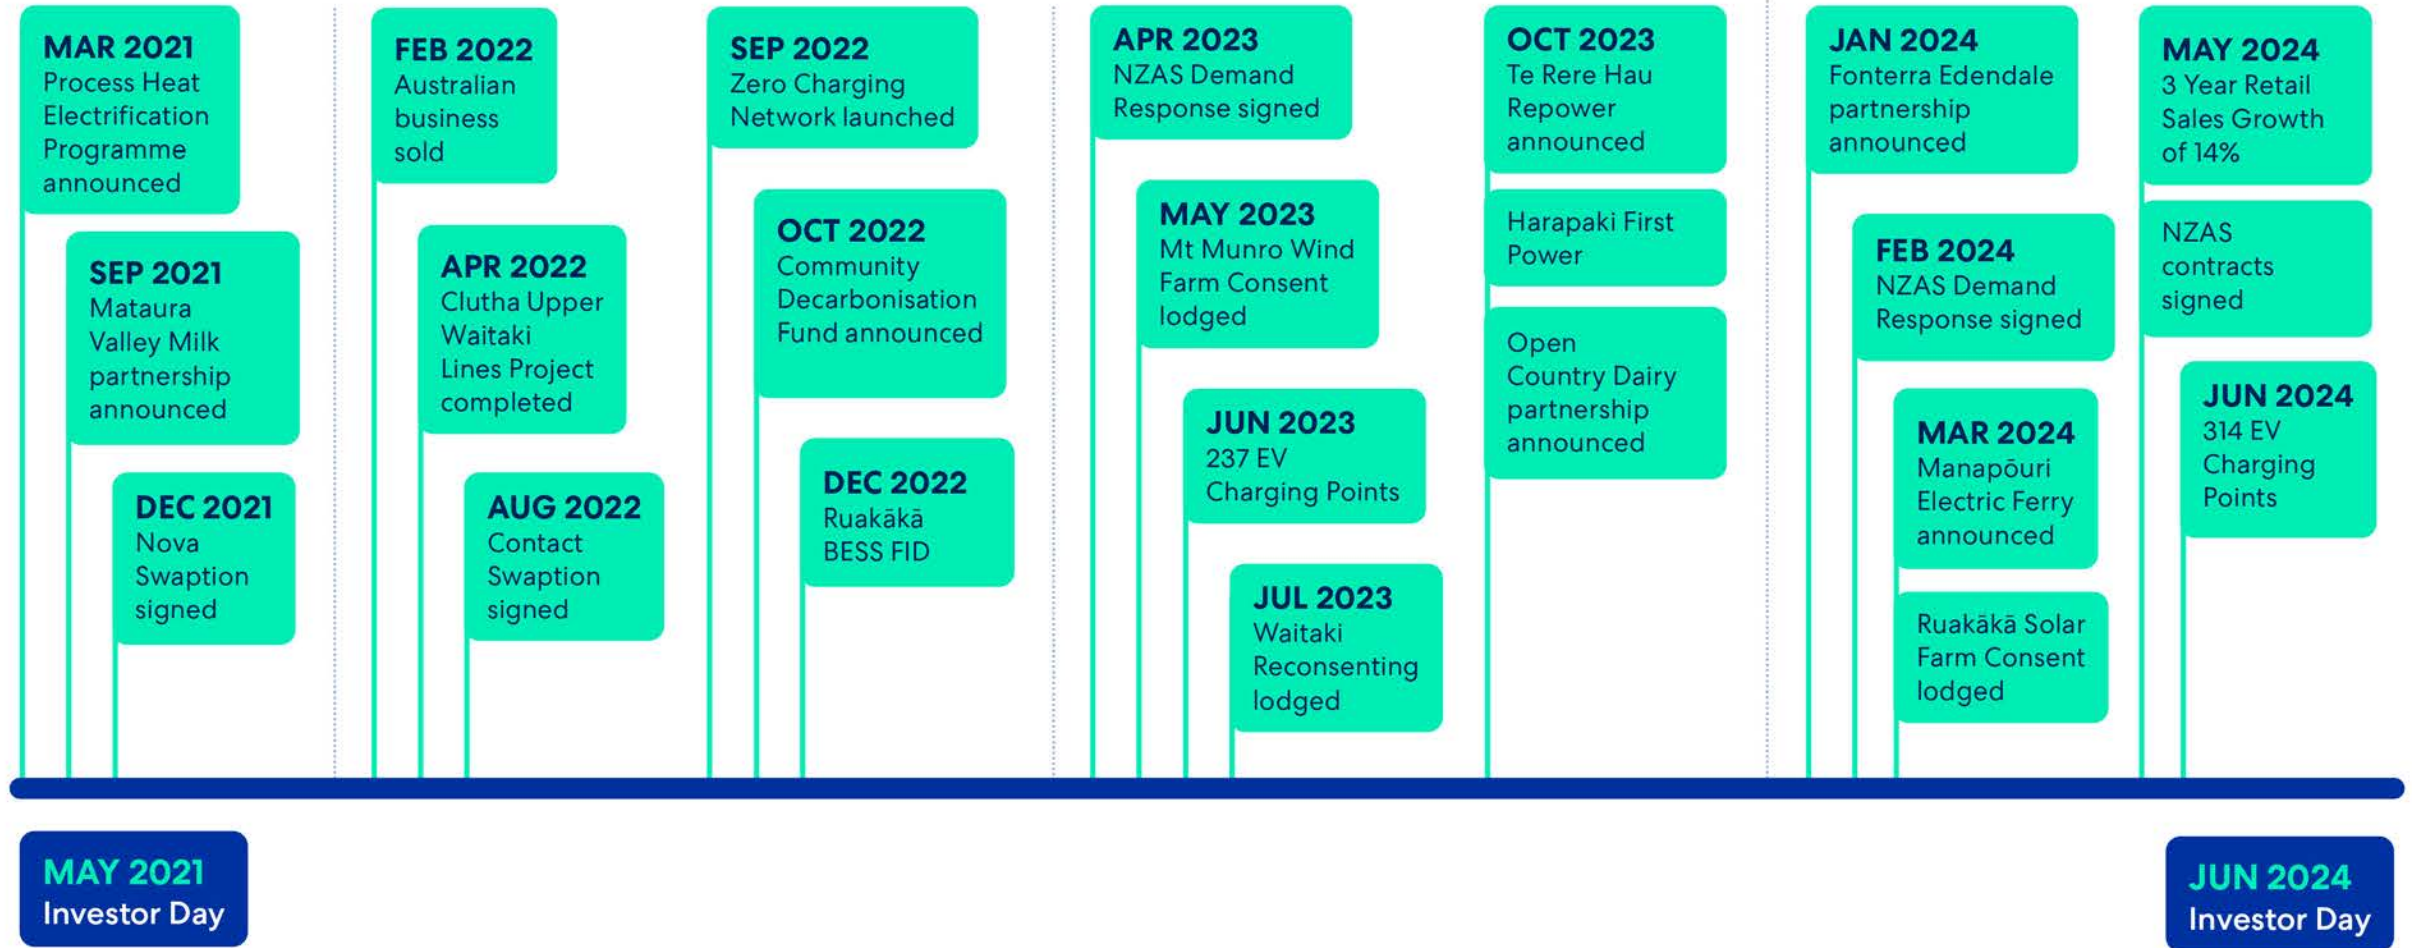 MAR 2021
Process Heat
Electrification
Programme
announced
SEP 2021
Mataura
Valley Milk
partnership
announced
DEC 2021
Nova
Swaption
signed
FEB 2022
Australian
business
sold
APR 2022
Clutha Upper
Waitaki
Lines Project
completed
AUG 2022
Contact
Swaption
signed
SEP 2022
Zero Charging
Network launched
OCT 2022
Community
Decarbonisation
Fund announced
DEC 2022
Ruakākā
BESS FID
APR 2023
NZAS Demand
Response signed
MAY 2023
Mt Munro Wind
Farm Consent
lodged
JUN 2023
237 EV
Charging Points
JUL 2023
Waitaki
Reconsenting
lodged
OCT 2023
Te Rere Hau
Repower
announced
Harapaki First
Power
Open
Country Dairy
partnership
announced
JAN 2024
Fonterra Edendale
partnership
announced
FEB 2024
NZAS Demand
Response signed
MAR 2024
Manapōuri
Electric Ferry
announced
Ruakākā Solar
Farm Consent
lodged
MAY 2024
3 Year Retail
Sales Growth
of 14%
NZAS
contracts
signed
JUN 2024
314 EV
Charging
Points
MAY 2021
Investor Day
JUN 2024
Investor Day